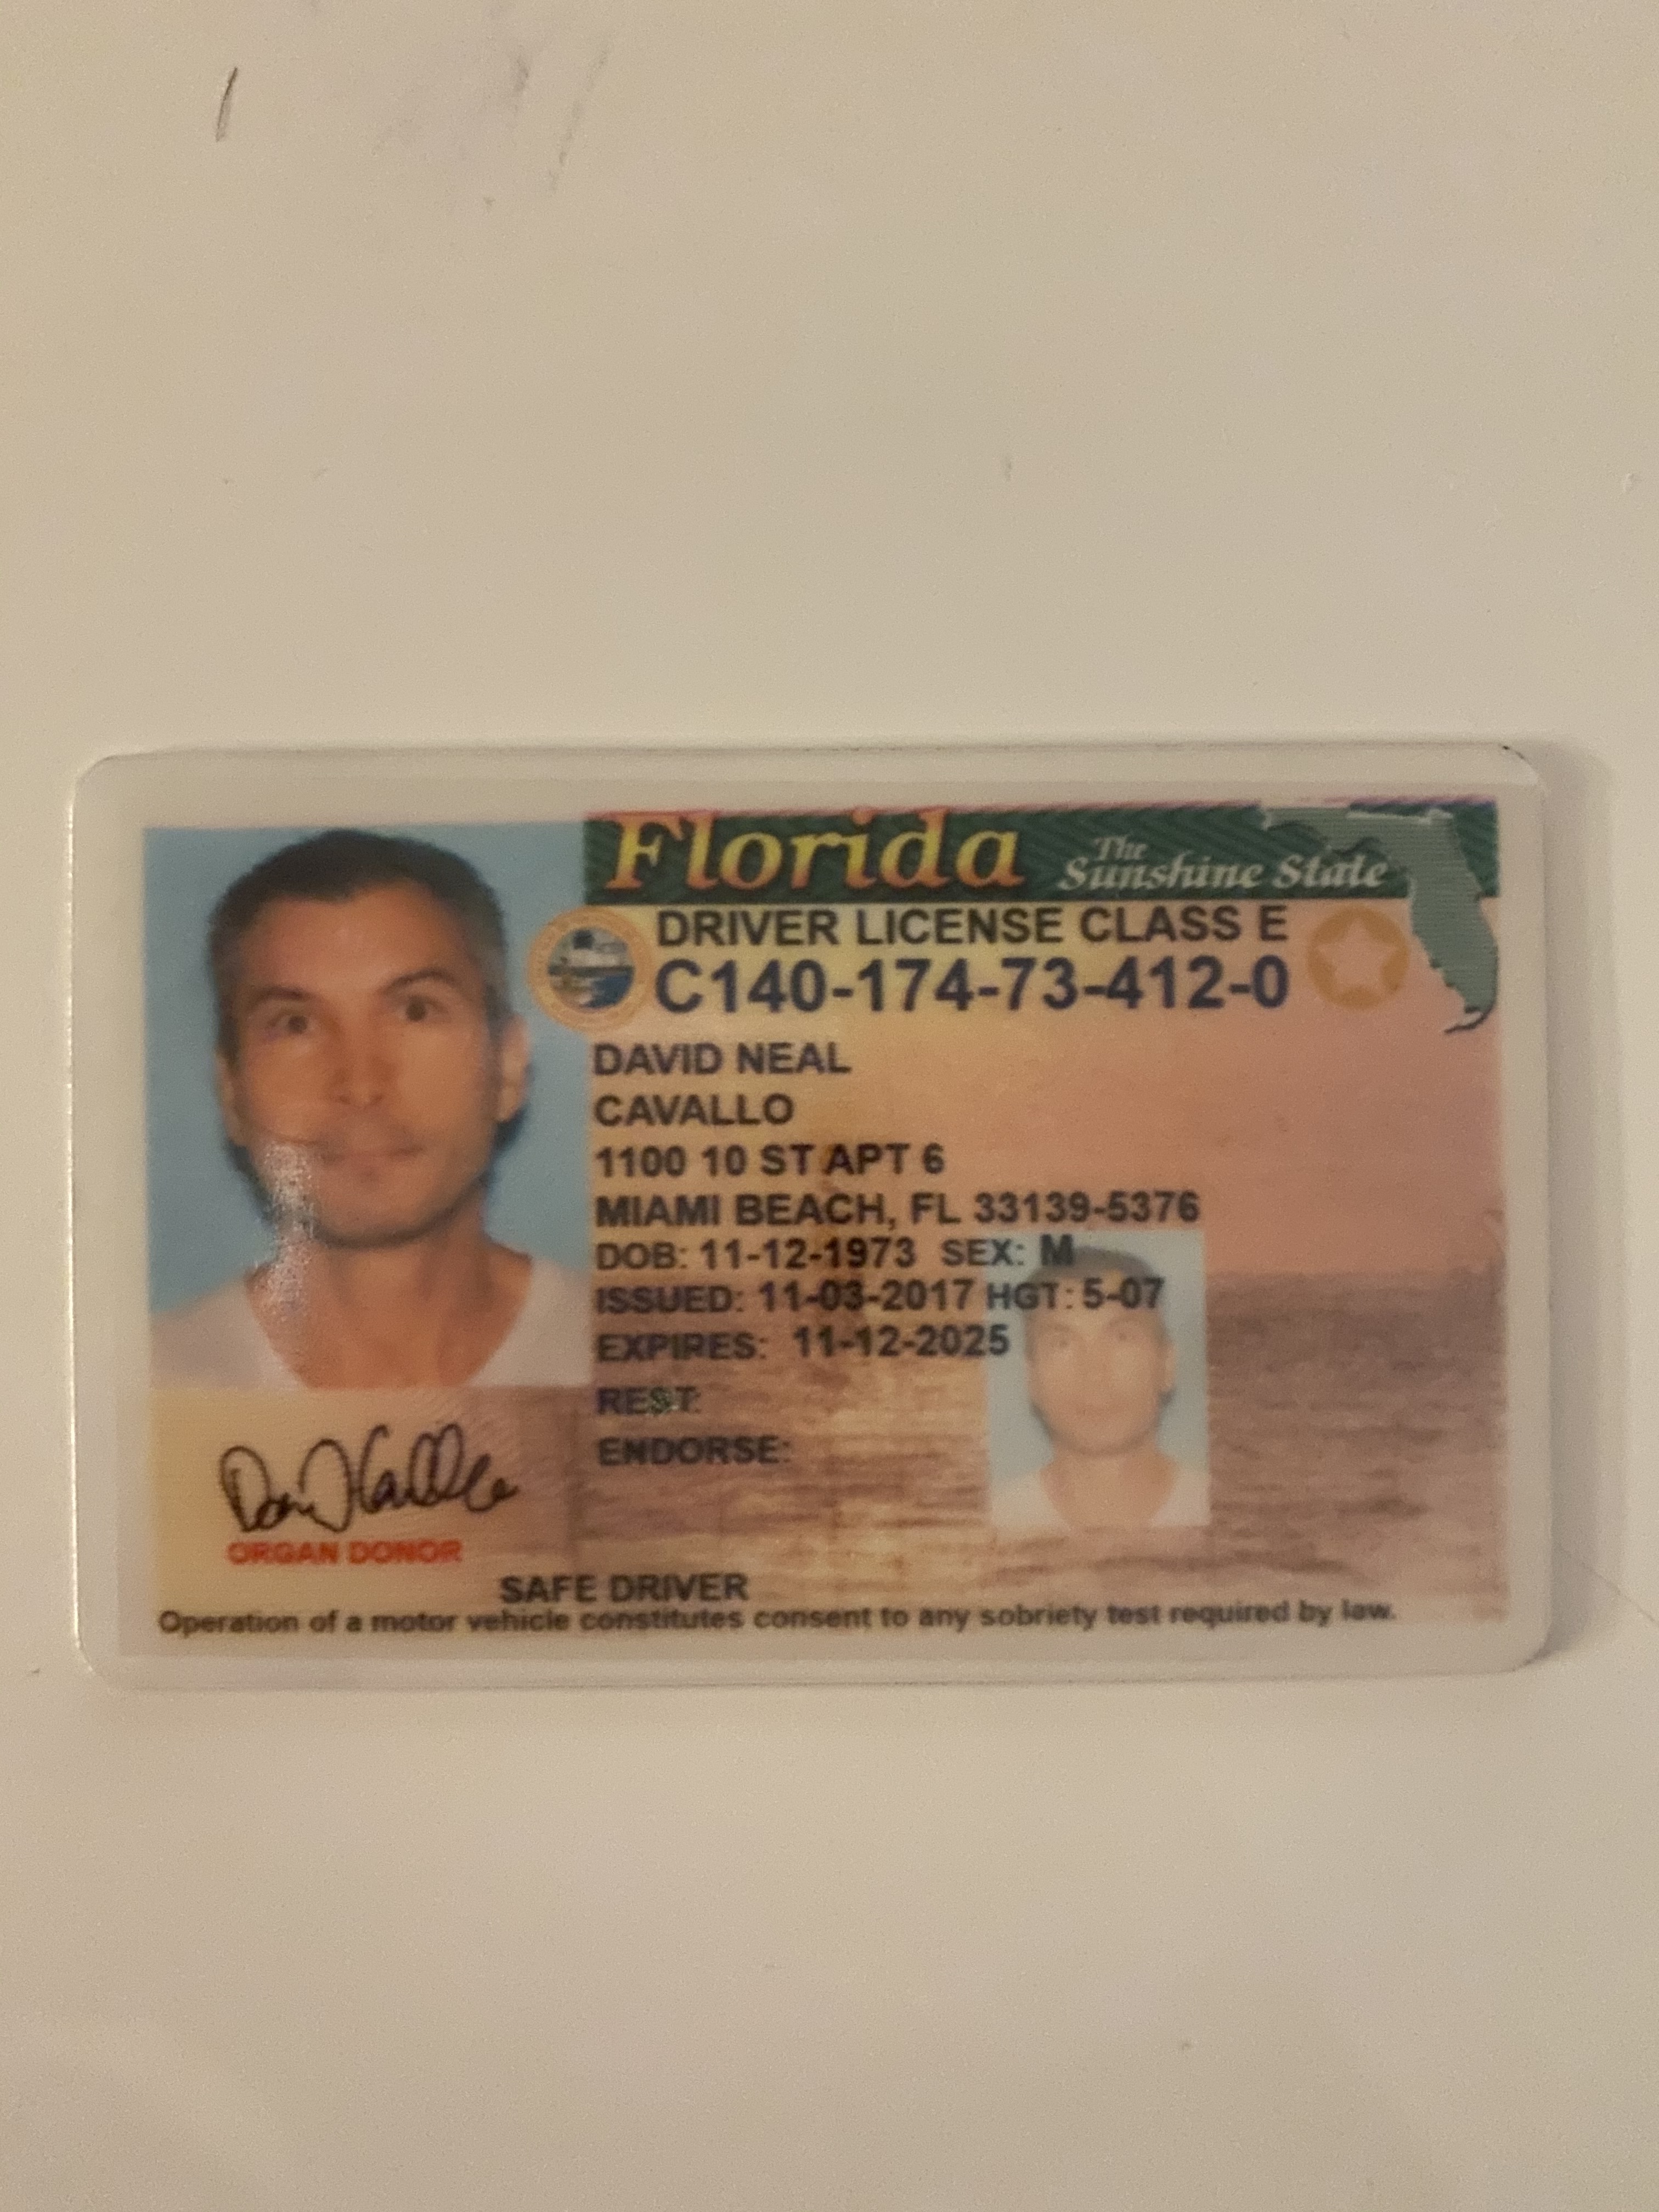 Florida The Sunshine State
DRIVER LICENSE CLASS E
C140-174-73-412-0
DAVID NEAL
CAVALLO
1100 10 ST APT 6
MIAMI BEACH, FL 33139-5376
DOB: 11-12-1973 SEX: M
ISSUED: 11-03-2017 HGT: 5-07
EXPIRES: 11-12-2025
REST:
ENDORSE:
ORGAN DONOR
SAFE DRIVER
Operation of a motor vehicle constitutes consent to any sobriety test required by law.